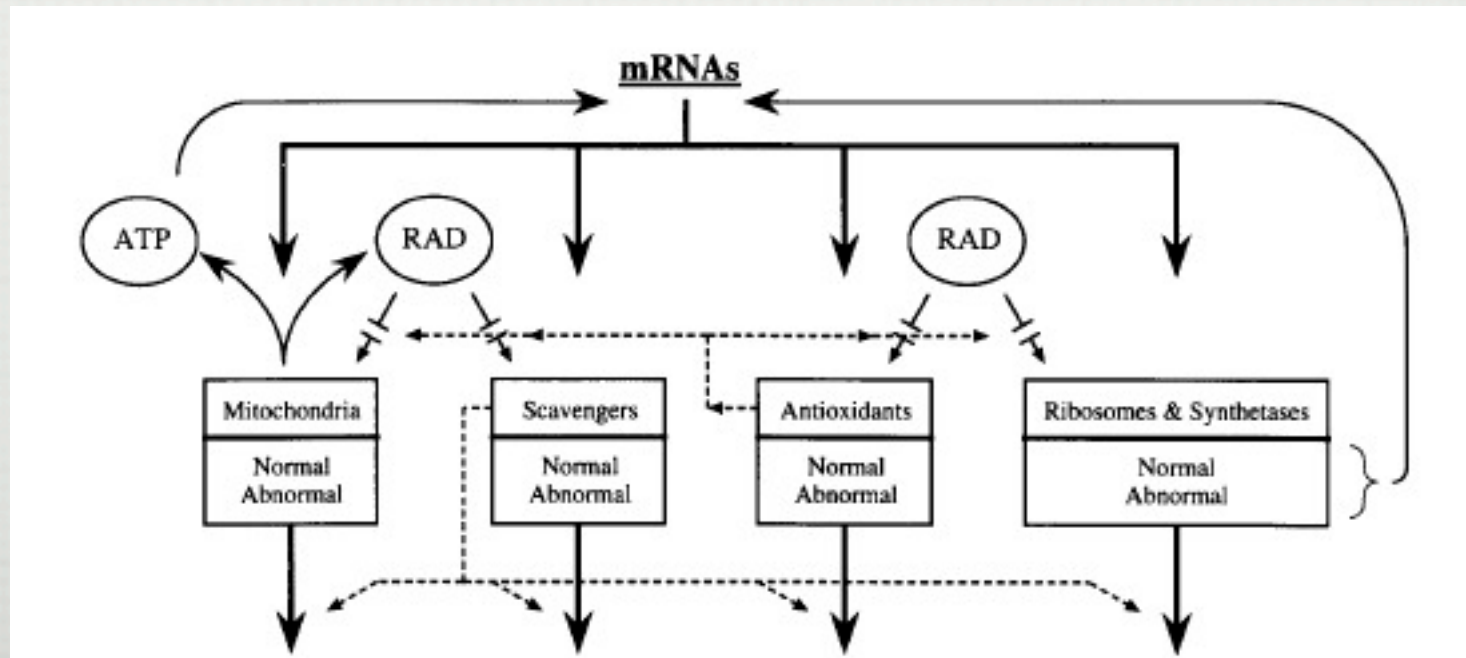 mRNAs
ATP
RAD
RAD
Mitochondria
Normal
Abnormal
Scavengers
Normal
Abnormal
Antioxidants
Normal
Abnormal
Ribosomes & Synthetases
Normal
Abnormal